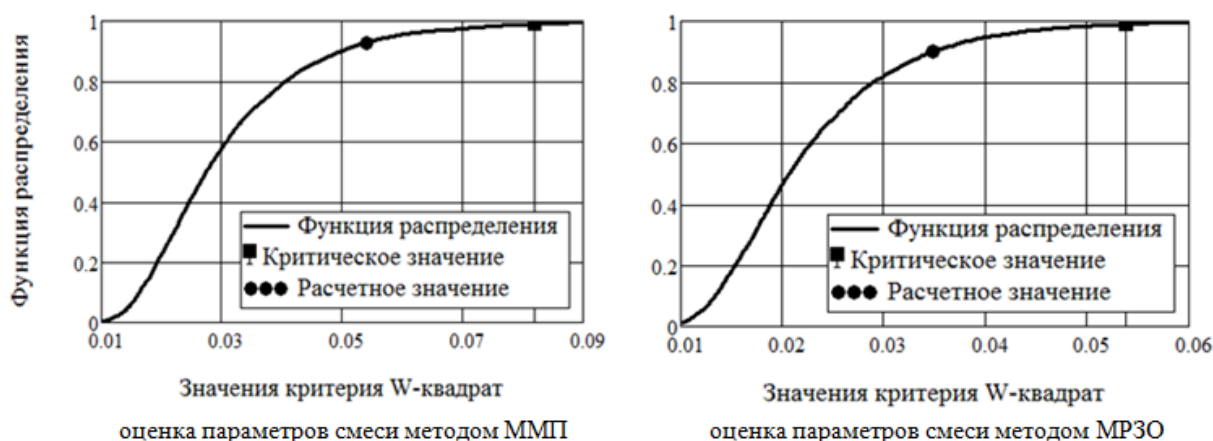 Функция распределения
1
0.8
0.6
0.4
0.2
0
0.01
0.03
0.05
0.07
0.09
Функция распределения
Критическое значение
Расчетное значение
Значения критерия W-квадрат
оценка параметров смеси методом ММП
1
0.8
0.6
0.4
0.2
0
0.01
0.02
0.03
0.04
0.05
0.06
Функция распределения
Критическое значение
Расчетное значение
Значения критерия W-квадрат
оценка параметров смеси методом МРЗО